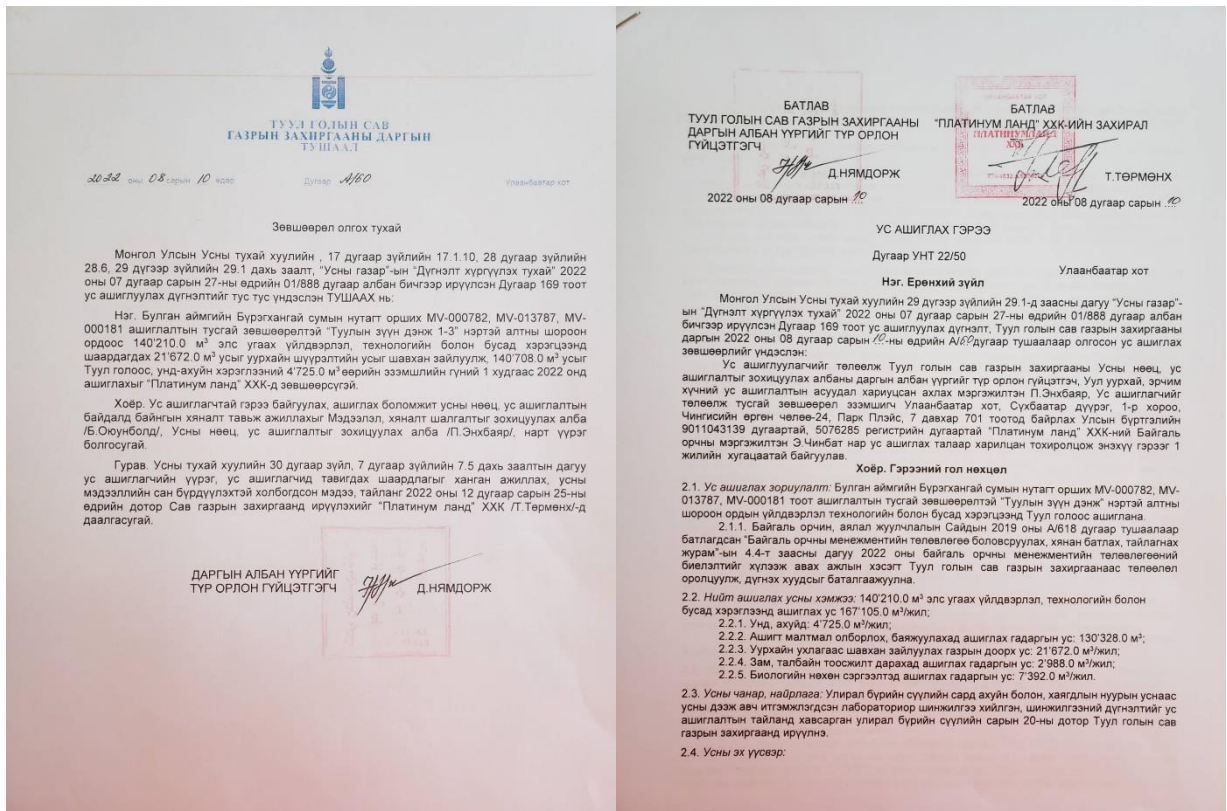 ТУУЛ ГОЛЫН САВ
ГАЗРЫН ЗАХИРГААНЫ ДАРГЫН
ТУШААЛ
2022 оны 08 сарын 10 өдөр Дугаар А/60 Улаанбаатар хот
Зөвшөөрөл олгох тухай
Монгол Улсын Усны тухай хуулийн , 17 дугаар зүйлийн 17.1.10, 28 дугаар зүйлийн
28.6, 29 дүгээр зүйлийн 29.1 дахь заалт, "Усны газар"-ын "Дүгнэлт хүргүүлэх тухай" 2022
оны 07 дугаар сарын 27-ны өдрийн 01/888 дугаар албан бичгээр ирүүлсэн Дугаар 169 тоот
ус ашиглуулах дүгнэлтийг тус тус үндэслэн ТУШААХ нь:
Нэг. Булган аймгийн Бүрэгхангай сумын нутагт орших MV-000782, MV-013787, MV-
000181 ашиглалтын тусгай зөвшөөрөлтэй "Туулын зүүн дэнж 1-3" нэртэй алтны шороон
ордоос 140'210.0 м³ элс угаах үйлдвэрлэл, технологийн болон бусад хэрэгцээнд
шаардагдах 21'672.0 м³ усыг уурхайн шүүрэлтийн усыг шавхан зайлуулж, 140'708.0 м³ усыг
Туул голоос, унд-ахуйн хэрэглээний 4'725.0 м³ өөрийн эзэмшлийн гүний 1 худгаас 2022 онд
ашиглахыг "Платинум ланд" ХХК-д зөвшөөрсүгэй.
Хоёр. Ус ашиглагчтай гэрээ байгуулах, ашиглах боломжит усны нөөц, ус ашиглалтын
байдалд байнгын хяналт тавьж ажиллахыг Мэдээлэл, хяналт шалгалтыг зохицуулах алба
/Б.Оюунболд/, Усны нөөц, ус ашиглалтыг зохицуулах алба /П.Энхбаяр/, нарт үүрэг
болгосугай.
Гурав. Усны тухай хуулийн 30 дугаар зүйл, 7 дугаар зүйлийн 7.5 дахь заалтын дагуу
ус ашиглагчийн үүрэг, ус ашиглагчид тавигдах шаардлагыг ханган ажиллах, усны
мэдээллийн сан бүрдүүлэхтэй холбогдсон мэдээ, тайланг 2022 оны 12 дугаар сарын 25-ны
өдрийн дотор Сав газрын захиргаанд ирүүлэхийг "Платинум ланд" ХХК /Т.Төрмөнх/-д
даалгасугай.
ДАРГЫН АЛБАН ҮҮРГИЙГ
ТҮР ОРЛОН ГҮЙЦЭТГЭГЧ Д.НЯМДОРЖ
БАТЛАВ
ТУУЛ ГОЛЫН САВ ГАЗРЫН ЗАХИРГААНЫ
ДАРГЫН АЛБАН ҮҮРГИЙГ ТҮР ОРЛОН
ГҮЙЦЭТГЭГЧ
Д.НЯМДОРЖ
2022 оны 08 дугаар сарын 10
БАТЛАВ
"ПЛАТИНУМ ЛАНД" ХХК-ИЙН ЗАХИРАЛ
ПЛАТИНУМЛАНД
ХХК
Т.ТӨРМӨНХ
2022 оны 08 дугаар сарын 10
УС АШИГЛАХ ГЭРЭЭ
Дугаар УНТ 22/50
Улаанбаатар хот
Нэг. Ерөнхий зүйл
Монгол Улсын Усны тухай хуулийн 29 дүгээр зүйлийн 29.1-д заасны дагуу "Усны газар"-
ын "Дүгнэлт хүргүүлэх тухай" 2022 оны 07 дугаар сарын 27-ны өдрийн 01/888 дугаар албан
бичгээр ирүүлсэн Дугаар 169 тоот ус ашиглуулах дүгнэлт, Туул голын сав газрын захиргааны
даргын 2022 оны 08 дугаар сарын 10-ны өдрийн А/60 дугаар тушаалаар олгосон ус ашиглах
зөвшөөрлийг үндэслэн:
Ус ашиглуулагчийг төлөөлж Туул голын сав газрын захиргааны Усны нөөц, ус
ашиглалтыг зохицуулах албаны даргын албан үүргийг түр орлон гүйцэтгэгч, Уул уурхай, эрчим
хүчний ус ашиглалтын асуудал хариуцсан ахлах мэргэжилтэн П.Энхбаяр, Ус ашиглагчийг
төлөөлж тусгай зөвшөөрөл эзэмшигч Улаанбаатар хот, Сүхбаатар дүүрэг, 1-р хороо,
Чингисийн өргөн чөлөө-24, Парк Плэйс, 7 давхар 701 тоотод байрлах Улсын бүртгэлийн
9011043139 дугаартай, 5076285 регистрийн дугаартай "Платинум ланд" ХХК-ний Байгаль
орчны мэргэжилтэн Э.Чинбат нар ус ашиглах талаар харилцан тохиролцож энэхүү гэрээг 1
жилийн хугацаатай байгуулав.
Хоёр. Гэрээний гол нөхцөл
2.1. Ус ашиглах зориулалт: Булган аймгийн Бүрэгхангай сумын нутагт орших MV-000782, MV-
013787, MV-000181 тоот ашиглалтын тусгай зөвшөөрөлтэй "Туулын зүүн дэнж" нэртэй алтны
шороон ордын үйлдвэрлэл технологийн болон бусад хэрэгцээнд Туул голоос ашиглана.
2.1.1. Байгаль орчин, аялал жуулчлалын Сайдын 2019 оны А/618 дугаар тушаалаар
батлагдсан "Байгаль орчны менежментийн төлөвлөгөө боловсруулах, хянан батлах, тайлагнах
журам"-ын 4.4-т заасны дагуу 2022 оны байгаль орчны менежментийн төлөвлөгөөний
биелэлтийг хүлээж авах ажлын хэсэгт Туул голын сав газрын захиргаанаас төлөөлөл
оролцуулж, дүгнэх хуудсыг баталгаажуулна.
2.2. Нийт ашиглах усны хэмжээ: 140'210.0 м³ элс угаах үйлдвэрлэл, технологийн болон
бусад хэрэглээнд ашиглах ус 167'105.0 м³/жил;
2.2.1. Унд, ахуйд: 4'725.0 м³/жил;
2.2.2. Ашигт малтмал олборлох, баяжуулахад ашиглах гадаргын ус: 130'328.0 м³;
2.2.3. Уурхайн ухлагаас шавхан зайлуулах газрын доорх ус: 21'672.0 м³/жил;
2.2.4. Зам, талбайн тоосжилт дарахад ашиглах гадаргын ус: 2'988.0 м³/жил;
2.2.5. Биологийн нөхөн сэргээлтэд ашиглах гадаргын ус: 7'392.0 м³/жил.
2.3. Усны чанар, найрлага: Улирал бүрийн сүүлийн сард ахуйн болон, хаягдлын нуурын уснаас
усны дээж авч итгэмжлэгдсэн лабораториор шинжилгээ хийлгэн, шинжилгээний дүгнэлтийг ус
ашиглалтын тайланд хавсарган улирал бүрийн сүүлийн сарын 20-ны дотор Туул голын сав
газрын захиргаанд ирүүлнэ.
2.4. Усны эх үүсвэр: